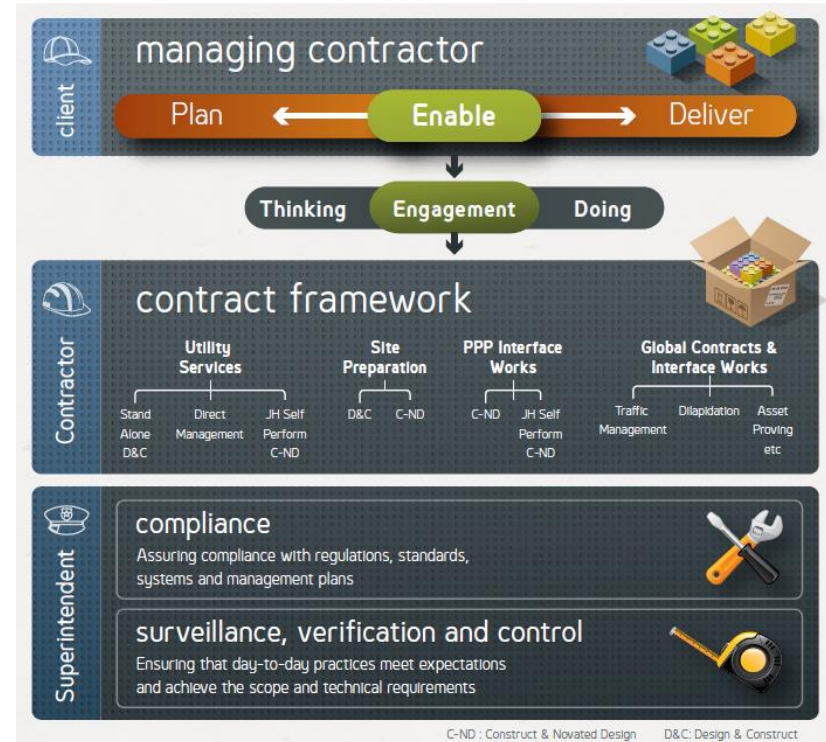 client
managing contractor
Plan Enable Deliver
Thinking Engagement Doing
Contractor
contract framework
Utility
Services
Stand
Alone
D&C
Direct
Management
JH Self
Perform
C-ND
Site
Preparation
D&C
C-ND
PPP Interface
Works
C-ND
JH Self
Perform
C-ND
Global Contracts &
Interface Works
Traffic
Management
Dilapidation
Asset
Proving
etc
Superintendent
compliance
Assuring compliance with regulations, standards,
systems and management plans
surveillance, verification and control
Ensuring that day-to-day practices meet expectations
and achieve the scope and technical requirements
C-ND : Construct & Novated Design D&C: Design & Construct